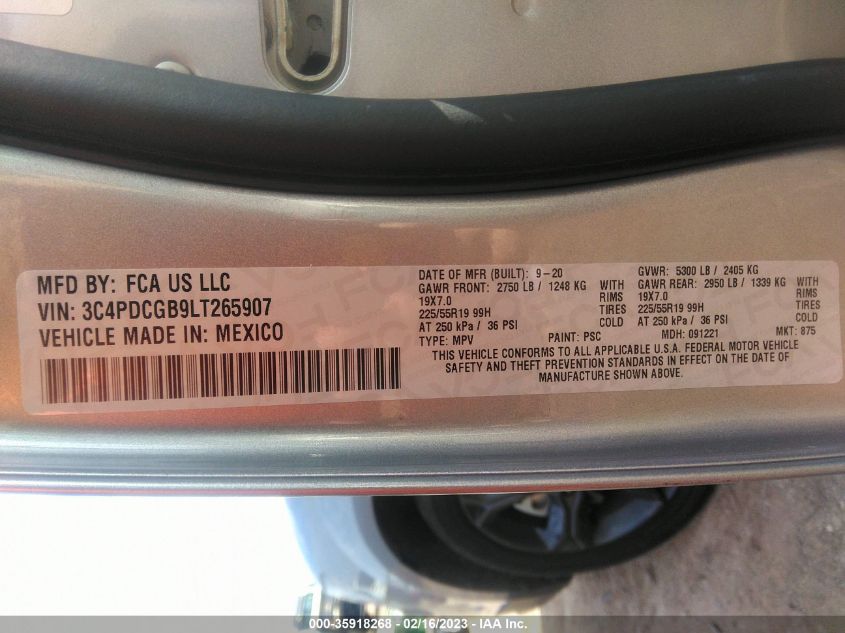 MFD BY: FCA US LLC
VIN: 3C4PDCGB9LT265907
VEHICLE MADE IN: MEXICO
DATE OF MFR (BUILT): 9-20
GVWR: 5300 LB / 2405 KG
GAWR FRONT: 2750 LB / 1248 KG WITH
19X7.0 RIMS
225/55R19 99H TIRES
AT 250 kPa / 36 PSI COLD
GAWR REAR: 2950 LB / 1339 KG WITH
19X7.0 RIMS
225/55R19 99H TIRES
AT 250 kPa / 36 PSI COLD
TYPE: MPV PAINT: PSC MDH: 091221 MKT: 875
THIS VEHICLE CONFORMS TO ALL APPLICABLE U.S.A. FEDERAL MOTOR VEHICLE
SAFETY AND THEFT PREVENTION STANDARDS IN EFFECT ON THE DATE OF
MANUFACTURE SHOWN ABOVE.
000-35918268 - 02/16/2023 - IAA Inc.